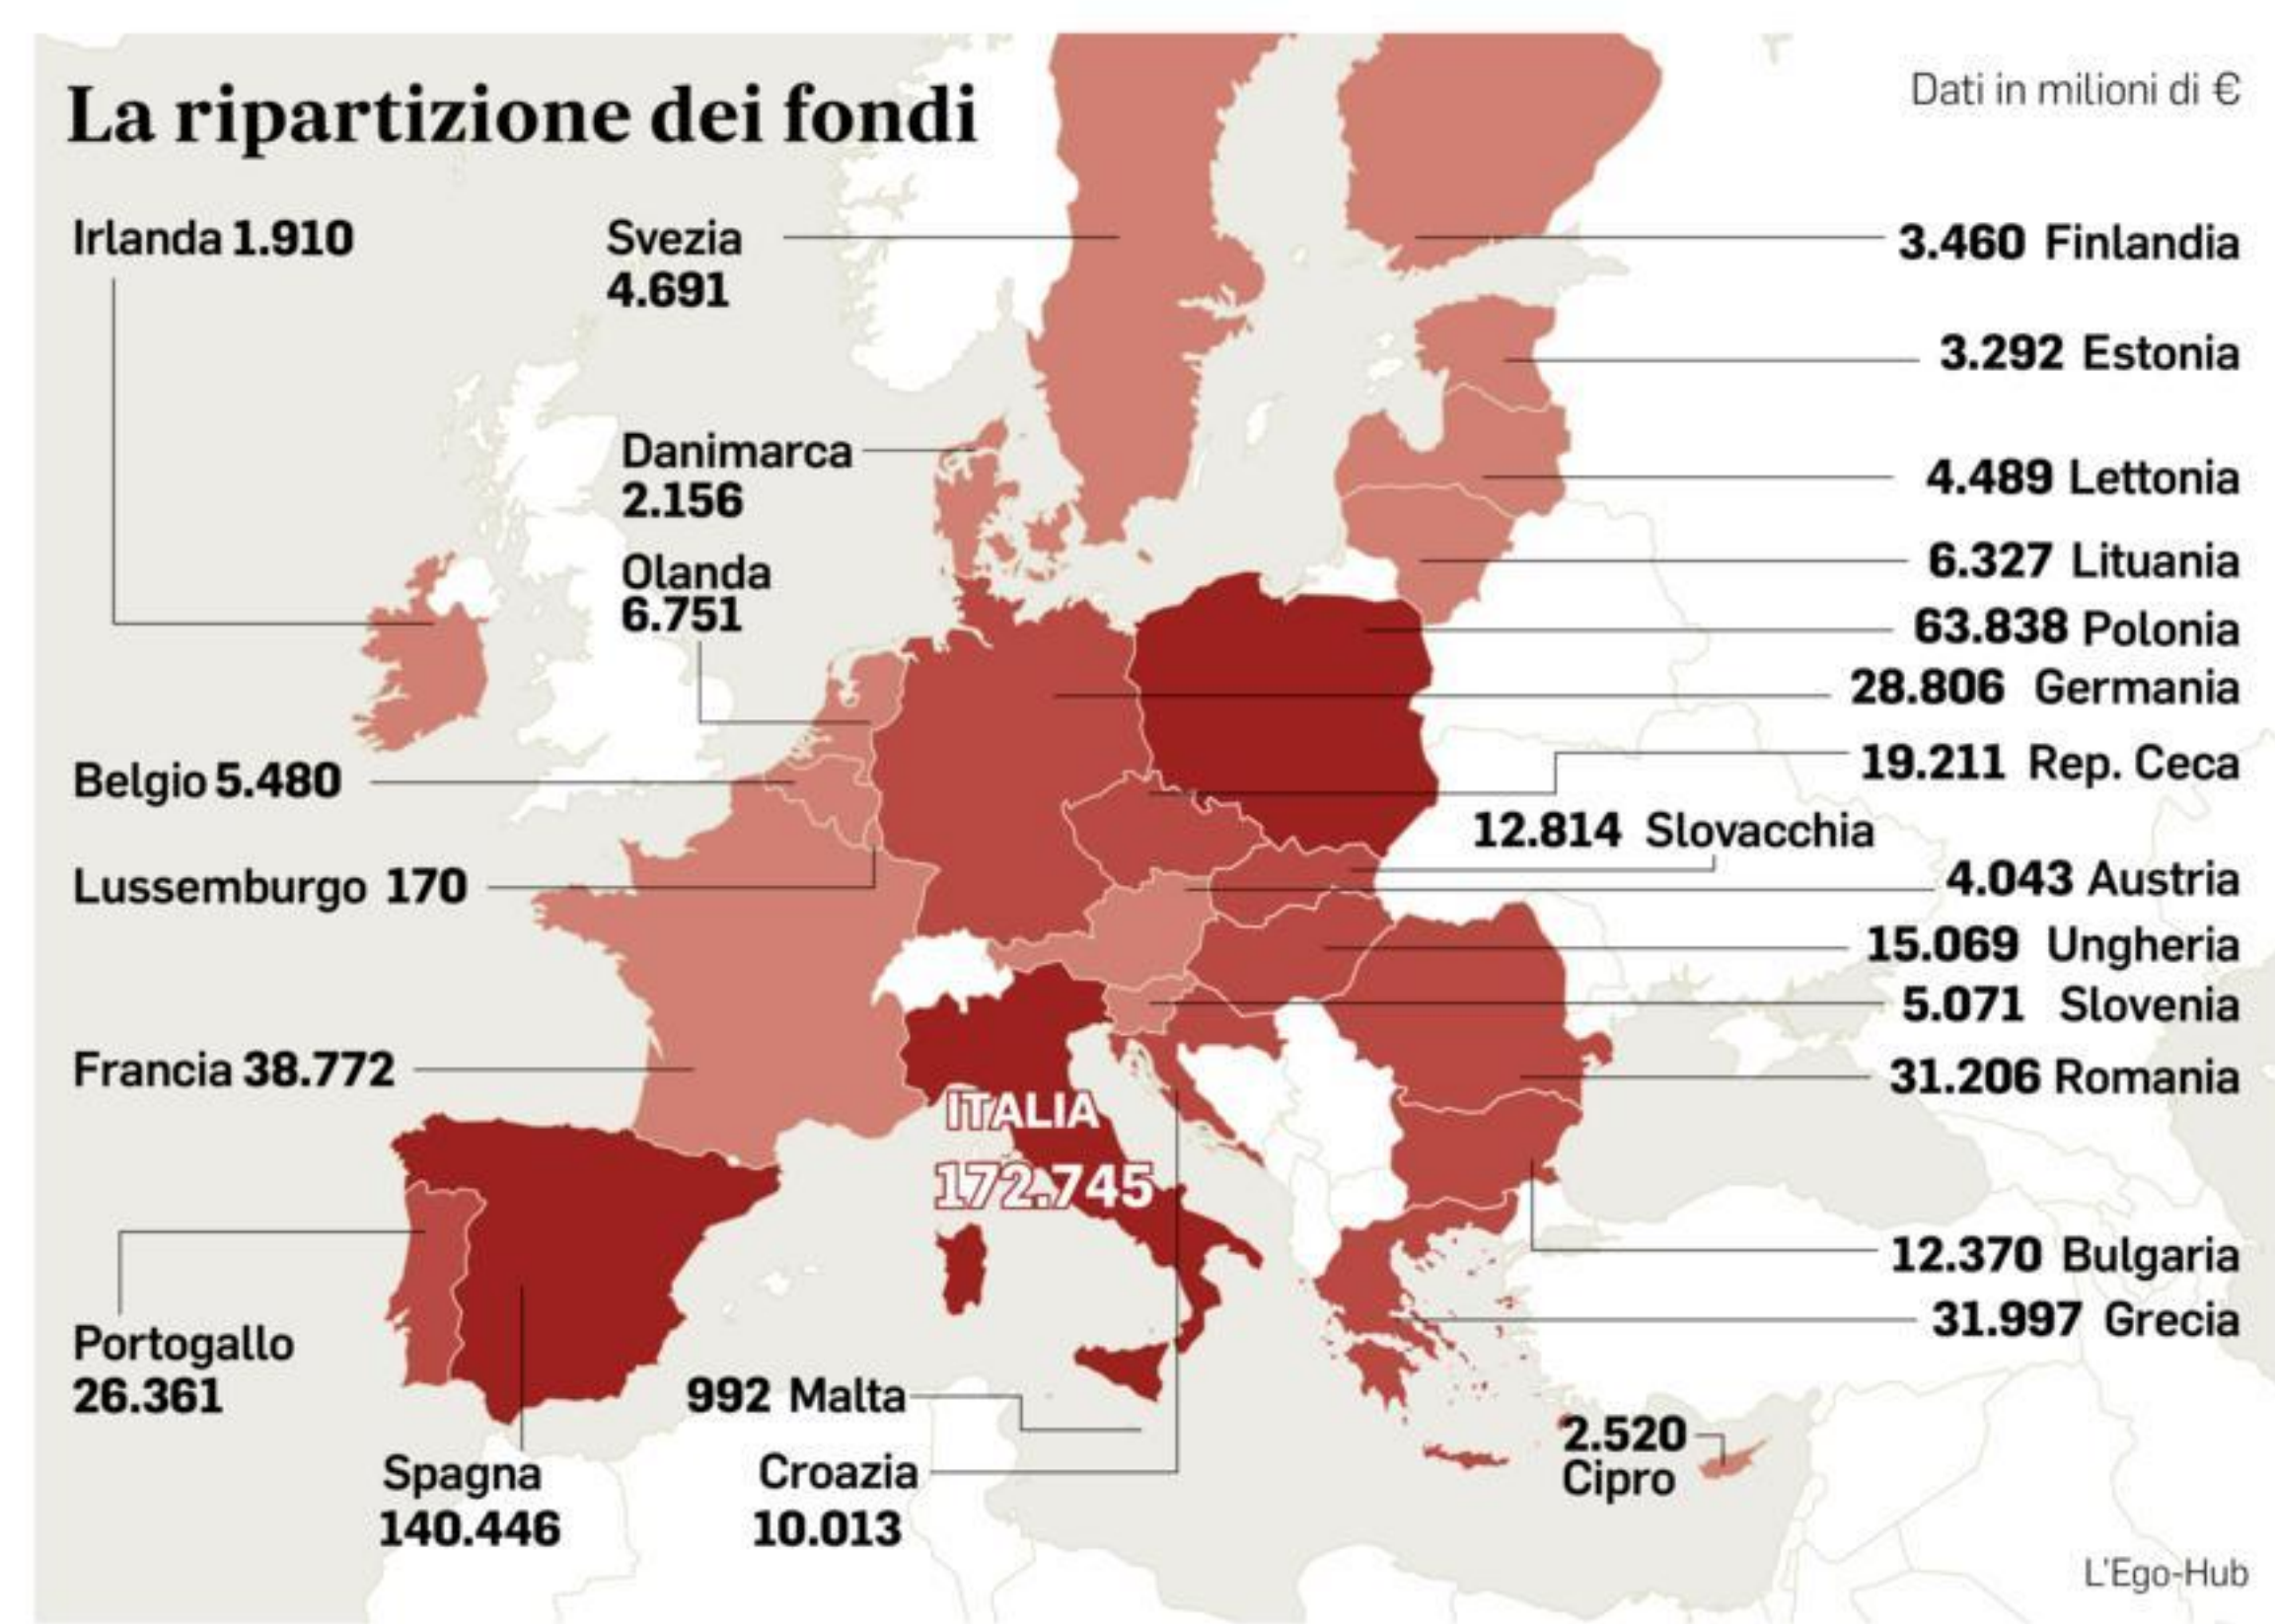 La ripartizione dei fondi
Dati in milioni di €
Irlanda 1.910
Svezia
4.691
3.460 Finlandia
3.292 Estonia
Danimarca
2.156
4.489 Lettonia
Olanda
6.751
6.327 Lituania
63.838 Polonia
28.806 Germania
Belgio 5.480
19.211 Rep. Ceca
12.814 Slovacchia
Lussemburgo 170
4.043 Austria
15.069 Ungheria
5.071 Slovenia
Francia 38.772
31.206 Romania
ITALIA
172.745
12.370 Bulgaria
31.997 Grecia
Portogallo
26.361
992 Malta
2.520
Cipro
Spagna
140.446
Croazia
10.013
L'Ego-Hub